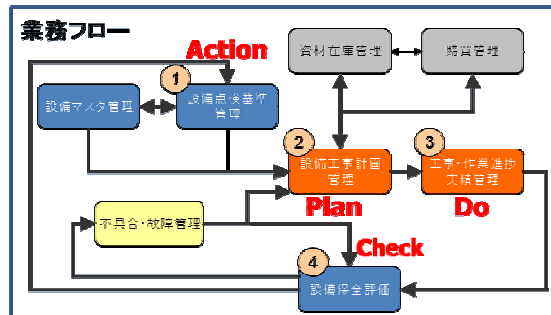 業務フロー
Action
資材在庫管理
購買管理
1
設備マスタ管理
設備点検基準
管理
2
設備工事計画
管理
3
工事・作業進捗
実績管理
Plan
Do
不具合・故障管理
Check
4
設備保全評価